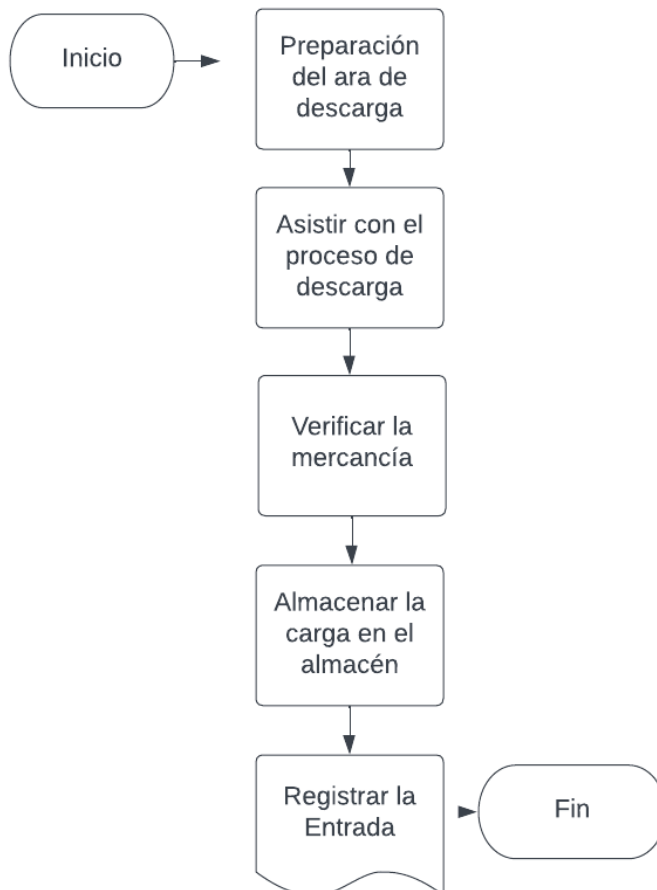 Inicio
Preparación
del ara de
descarga
Asistir con el
proceso de
descarga
Verificar la
mercancía
Almacenar la
carga en el
almacén
Registrar la
Entrada
Fin